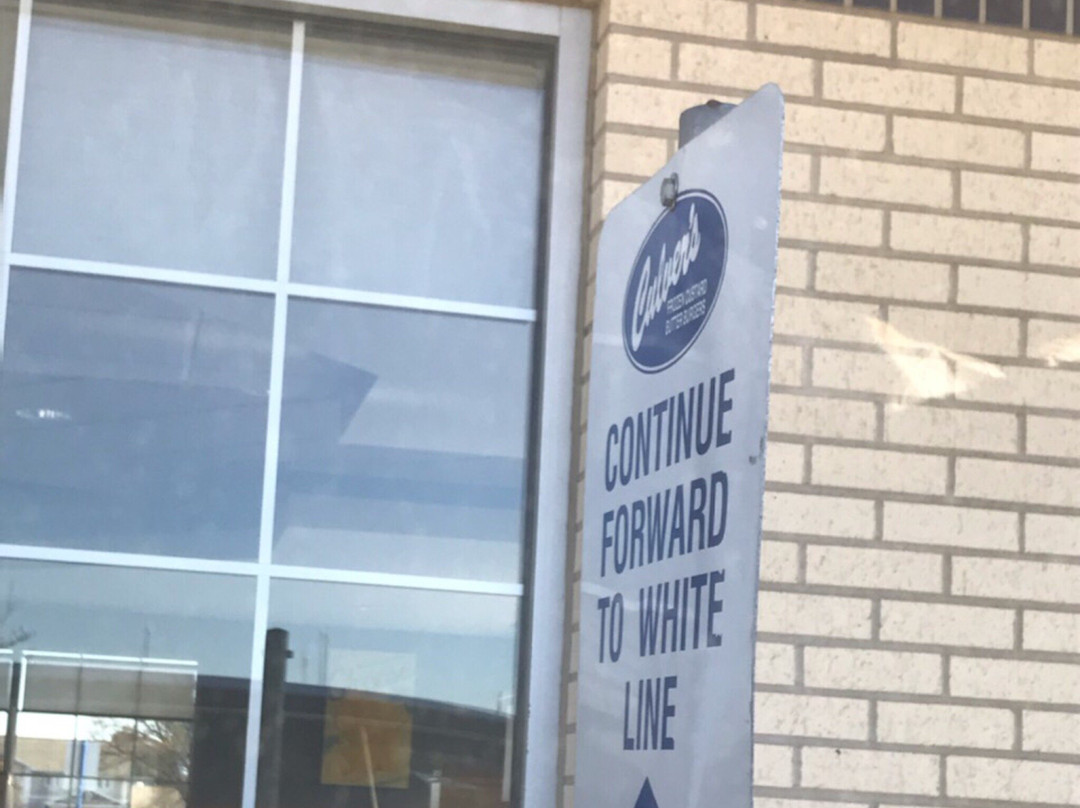 Culver's
FROZEN CUSTARD
BUTTER BURGERS
CONTINUE
FORWARD
TO WHITE
LINE